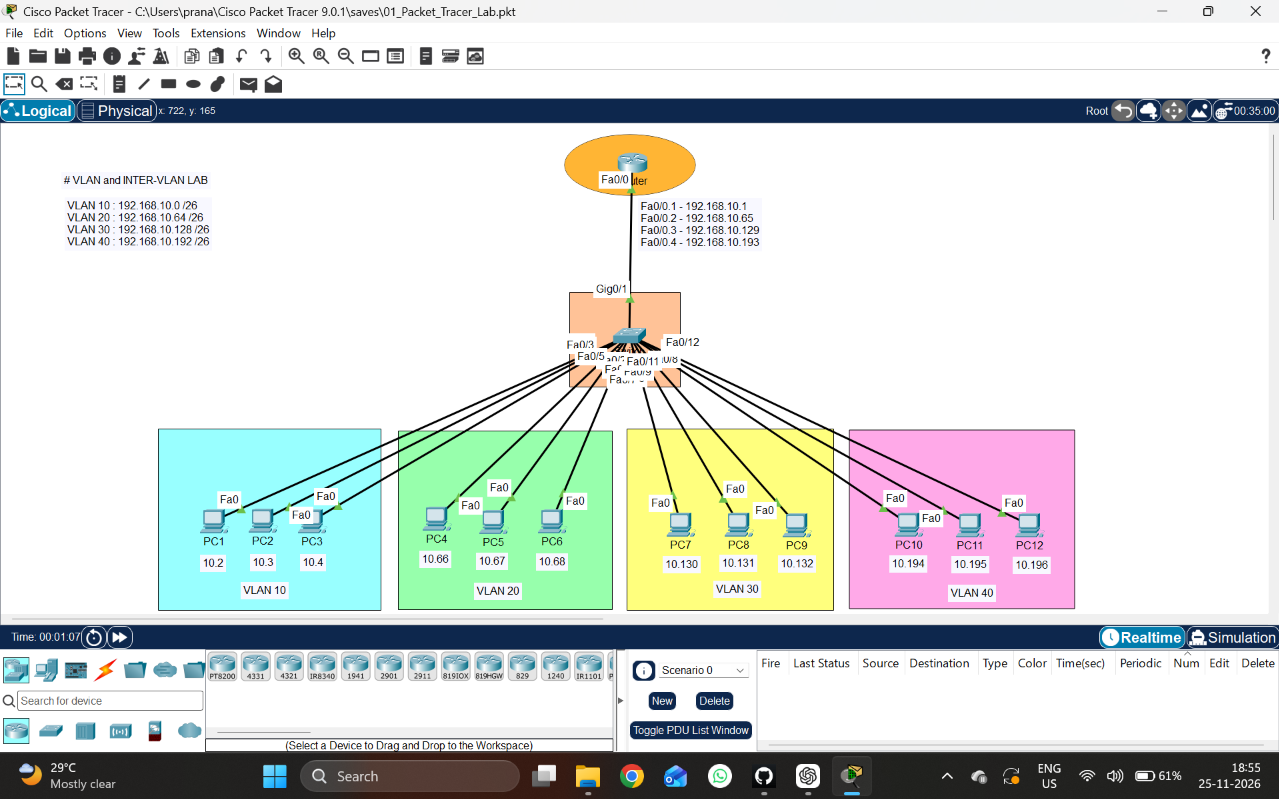 Cisco Packet Tracer - C:\Users\prana\Cisco Packet Tracer 9.0.1\saves\01_Packet_Tracer_Lab.pkt
File Edit Options View Tools Extensions Window Help
?
Logical Physical x: 722, y: 165 Root 00:35:00
# VLAN and INTER-VLAN LAB
VLAN 10 : 192.168.10.0 /26
VLAN 20 : 192.168.10.64 /26
VLAN 30 : 192.168.10.128 /26
VLAN 40 : 192.168.10.192 /26
Fa0/0
Fa0/0.1 - 192.168.10.1
Fa0/0.2 - 192.168.10.65
Fa0/0.3 - 192.168.10.129
Fa0/0.4 - 192.168.10.193
Gig0/1
Fa0/3 Fa0/12
Fa0/5 Fa0/11
Fa0/9
Fa0 Fa0 Fa0
PC1 PC2 PC3
10.2 10.3 10.4
VLAN 10
Fa0 Fa0 Fa0
PC4 PC5 PC6
10.66 10.67 10.68
VLAN 20
Fa0 Fa0 Fa0
PC7 PC8 PC9
10.130 10.131 10.132
VLAN 30
Fa0 Fa0 Fa0
PC10 PC11 PC12
10.194 10.195 10.196
VLAN 40
Time: 00:01:07 Realtime Simulation
Search for device
PT8200 4331 4321 IR8340 1941 2901 2911 819IOX 819HGW 829 1240 IR1101
(Select a Device to Drag and Drop to the Workspace)
Scenario 0
New Delete
Toggle PDU List Window
Fire Last Status Source Destination Type Color Time(sec) Periodic Num Edit Delete
29°C
Mostly clear
Search
ENG
US
61%
18:55
25-11-2026